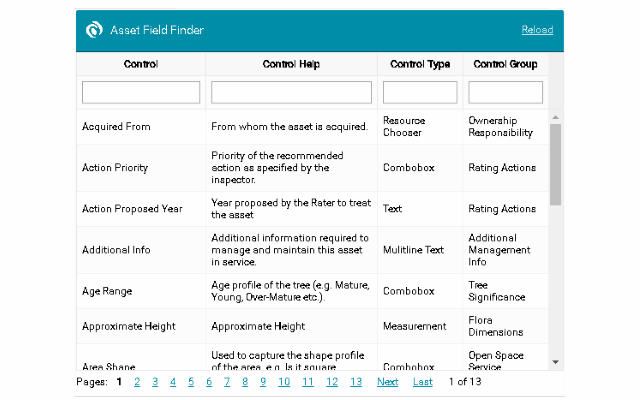 Asset Field Finder
Reload
Control
Control Help
Control Type
Control Group
Acquired From
From whom the asset is acquired.
Resource
Chooser
Ownership
Responsibility
Action Priority
Priority of the recommended
action as specified by the
inspector.
Combobox
Rating Actions
Action Proposed Year
Year proposed by the Rater to treat
the asset
Text
Rating Actions
Additional Info
Additional information required to
manage and maintain this asset
in service.
Mulitline Text
Additional
Management
Info
Age Range
Age profile of the tree (e.g. Mature,
Young, Over-Mature etc.).
Combobox
Tree
Significance
Approximate Height
Approximate Height
Measurement
Flora
Dimensions
Area Shape
Used to capture the shape profile
of the area, e.g. Is it square
Combobox
Open Space
Service
Pages: 1 2 3 4 5 6 7 8 9 10 11 12 13 Next Last 1 of 13